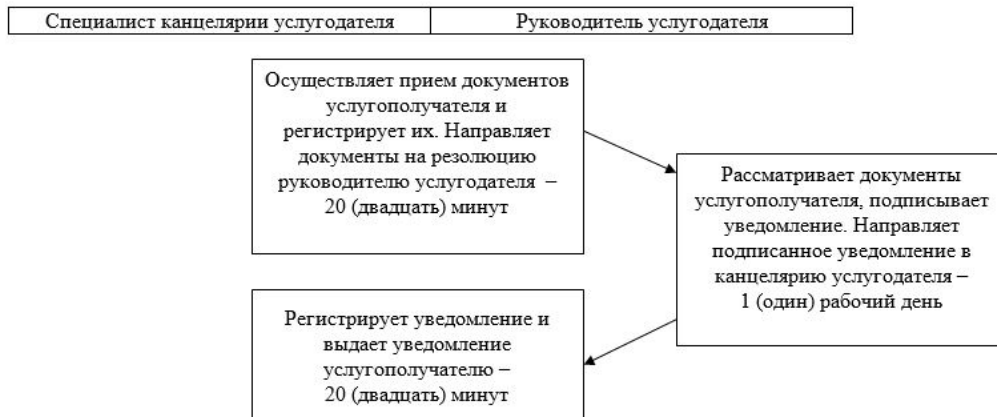 Специалист канцелярии услугодателя
Руководитель услугодателя
Осуществляет прием документов
услугополучателя и
регистрирует их. Направляет
документы на резолюцию
руководителю услугодателя –
20 (двадцать) минут
Рассматривает документы
услугополучателя, подписывает
уведомление. Направляет
подписанное уведомление в
канцелярию услугодателя –
1 (один) рабочий день
Регистрирует уведомление и
выдает уведомление
услугополучателю –
20 (двадцать) минут